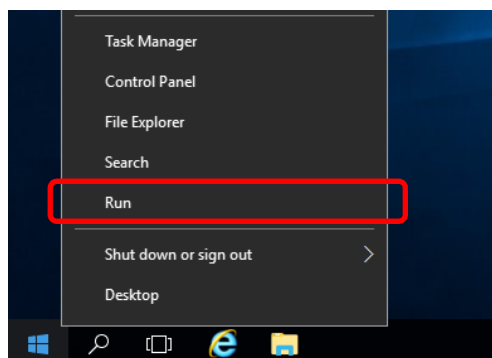 Task Manager
Control Panel
File Explorer
Search
Run
Shut down or sign out
Desktop